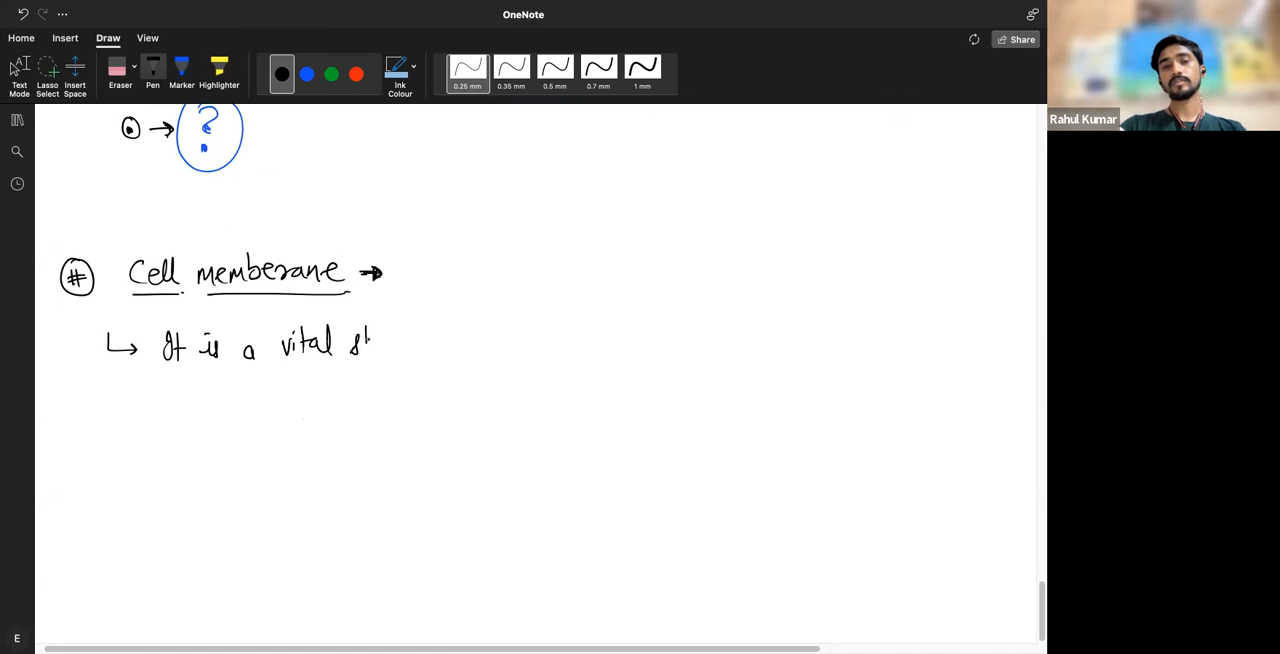 OneNote
Home Insert Draw View
Share
Text Mode
Lasso Select
Insert Space
Eraser
Pen
Marker
Highlighter
Ink Colour
0.25 mm
0.35 mm
0.5 mm
0.7 mm
1 mm
Rahul Kumar
?
# Cell memberane →
↳ It is a vital st
E